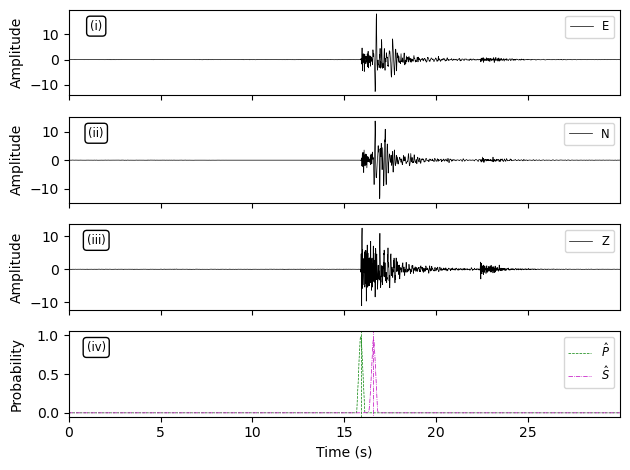 (i)
E
Amplitude
10
0
−10
(ii)
N
Amplitude
10
0
−10
(iii)
Z
Amplitude
10
0
−10
(iv)
P̂
Ŝ
Probability
1.0
0.5
0.0
0 5 10 15 20 25
Time (s)